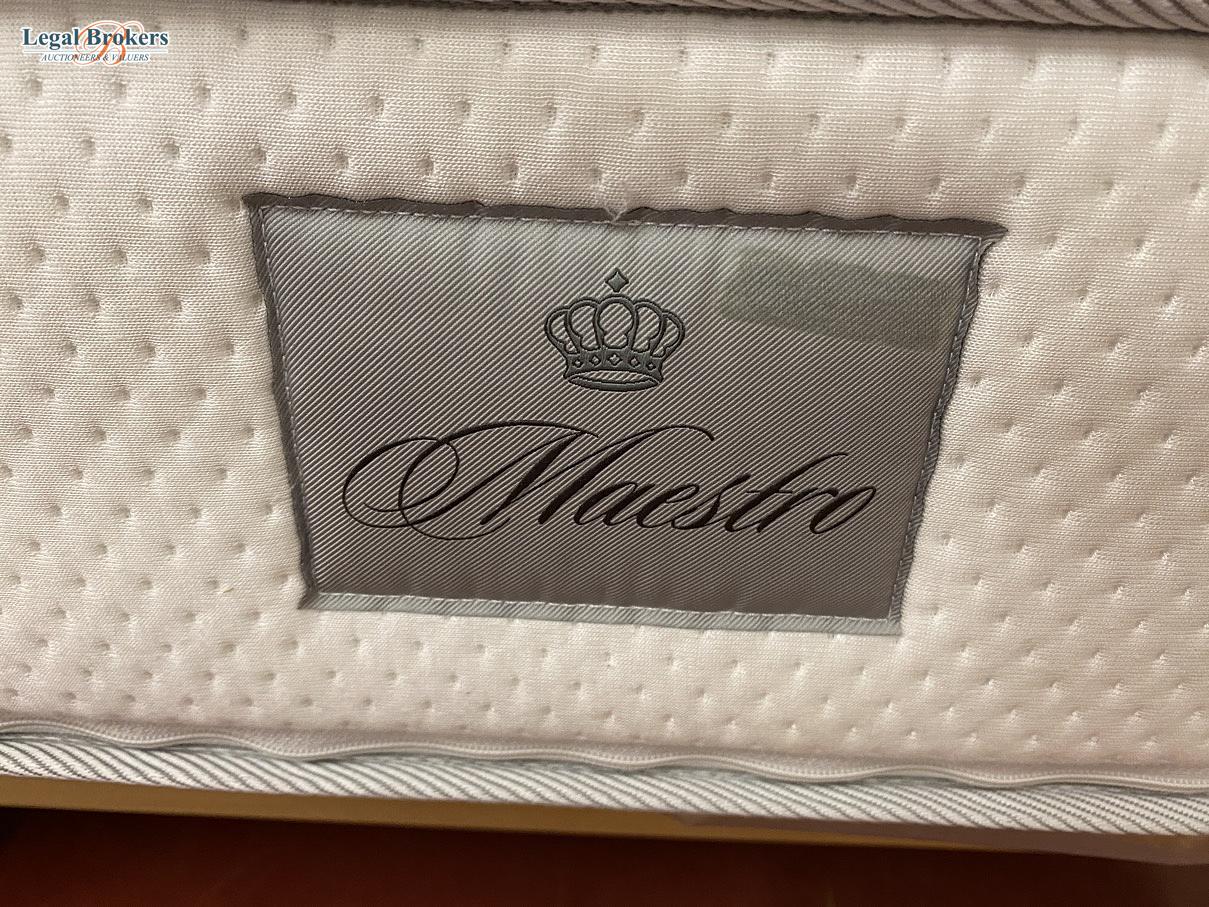 Legal Brokers
AUCTIONEERS & VALUERS
Maestro